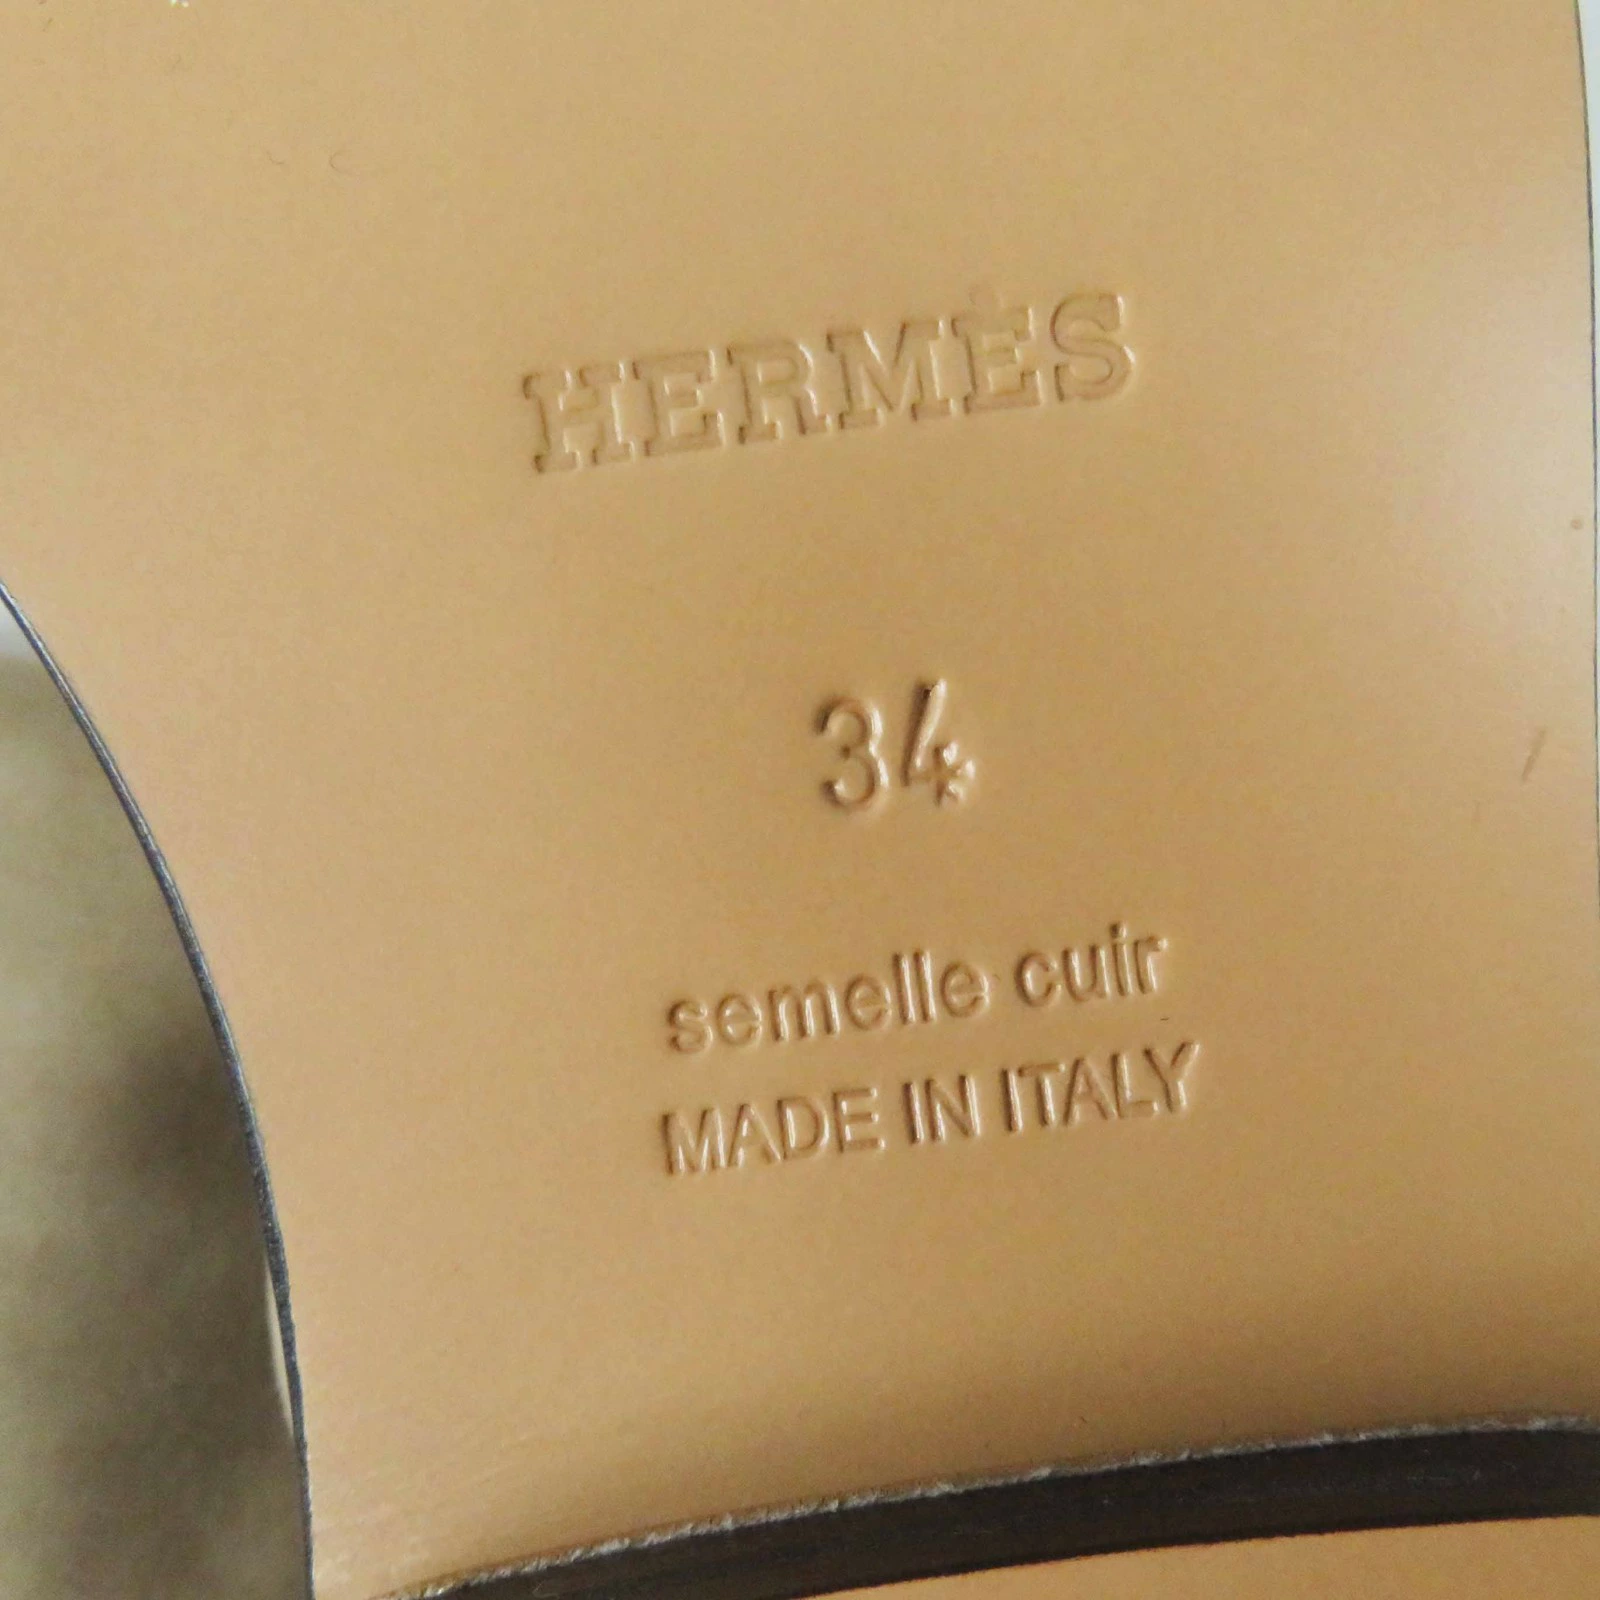 HERMÈS
34
semelle cuir
MADE IN ITALY